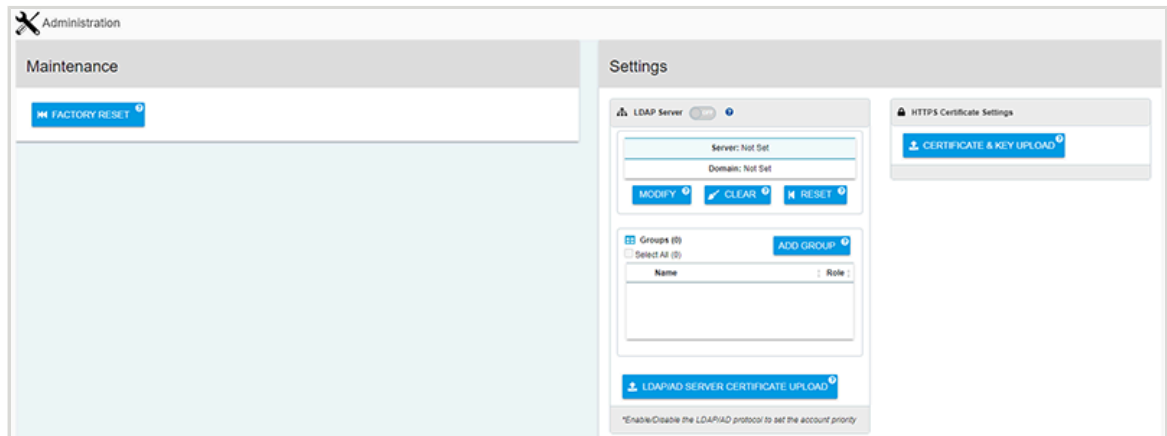 Administration
Maintenance
FACTORY RESET
Settings
LDAP Server OFF
Server: Not Set
Domain: Not Set
MODIFY CLEAR RESET
Groups (0)
ADD GROUP
Select All (0)
Name Role
LDAP/AD SERVER CERTIFICATE UPLOAD
*Enable/Disable the LDAP/AD protocol to set the account priority
HTTPS Certificate Settings
CERTIFICATE & KEY UPLOAD